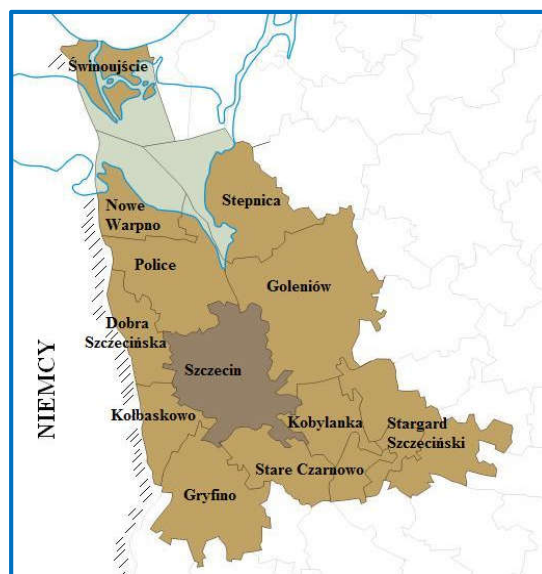 Świnoujście
Stepnica
Nowe
Warpno
Police
Goleniów
Dobra
Szczecińska
Szczecin
NIEMCY
Kołbaskowo
Kobylanka
Stargard
Szczeciński
Stare Czarnowo
Gryfino